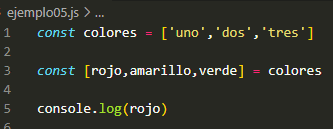 ejemplo05.js > ...
1 const colores = ['uno','dos','tres']
2
3 const [rojo,amarillo,verde] = colores
4
5 console.log(rojo)